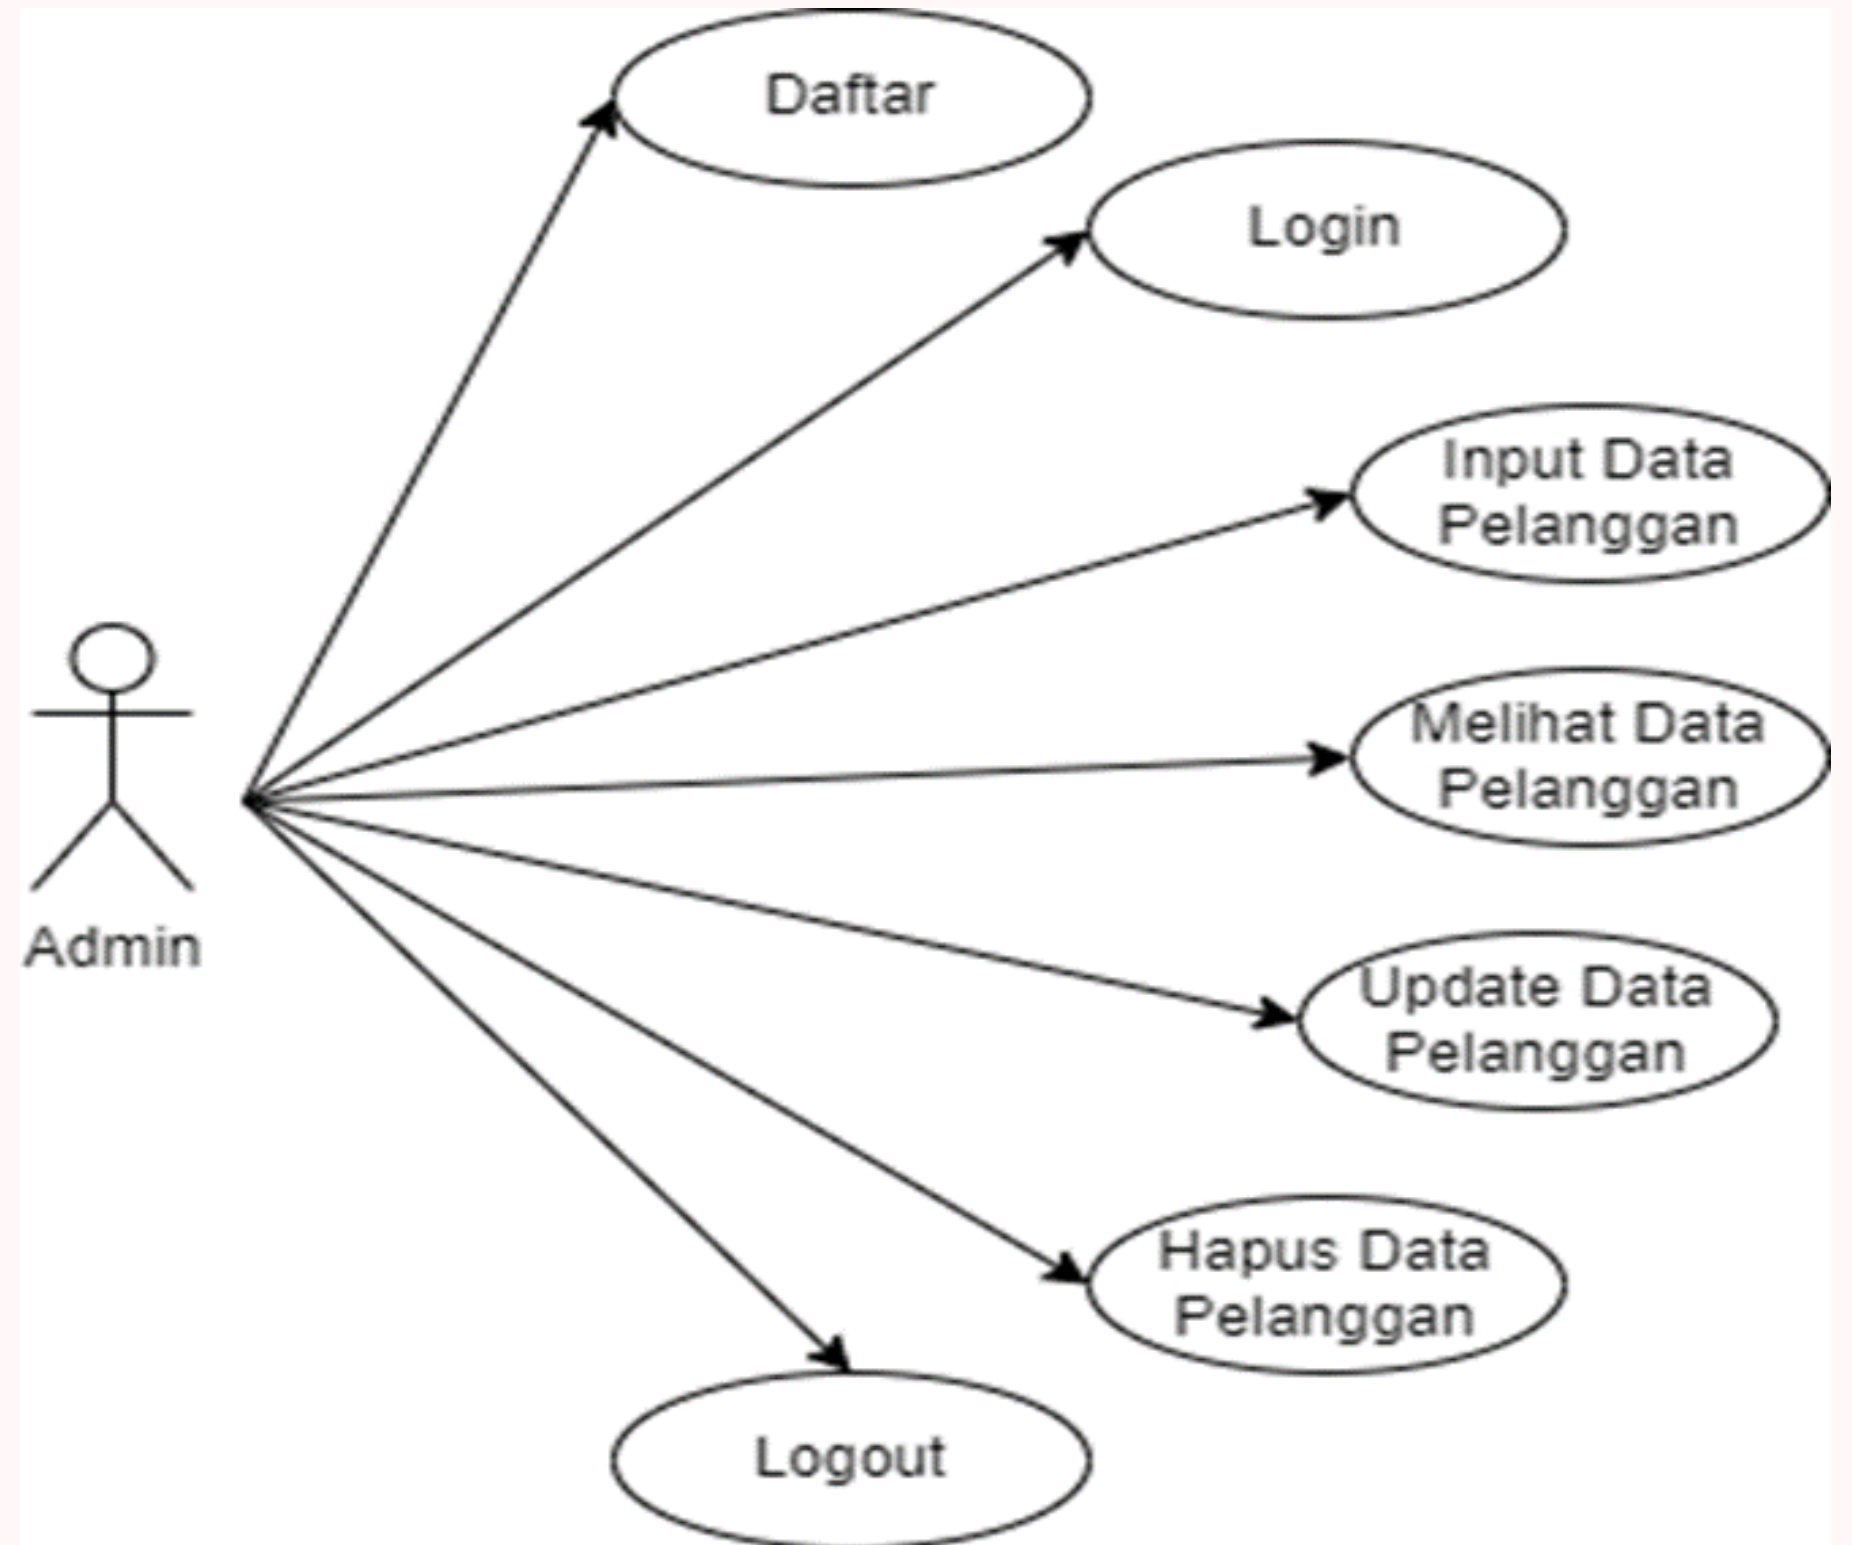 Daftar
Login
Input Data
Pelanggan
Melihat Data
Pelanggan
Admin
Update Data
Pelanggan
Hapus Data
Pelanggan
Logout